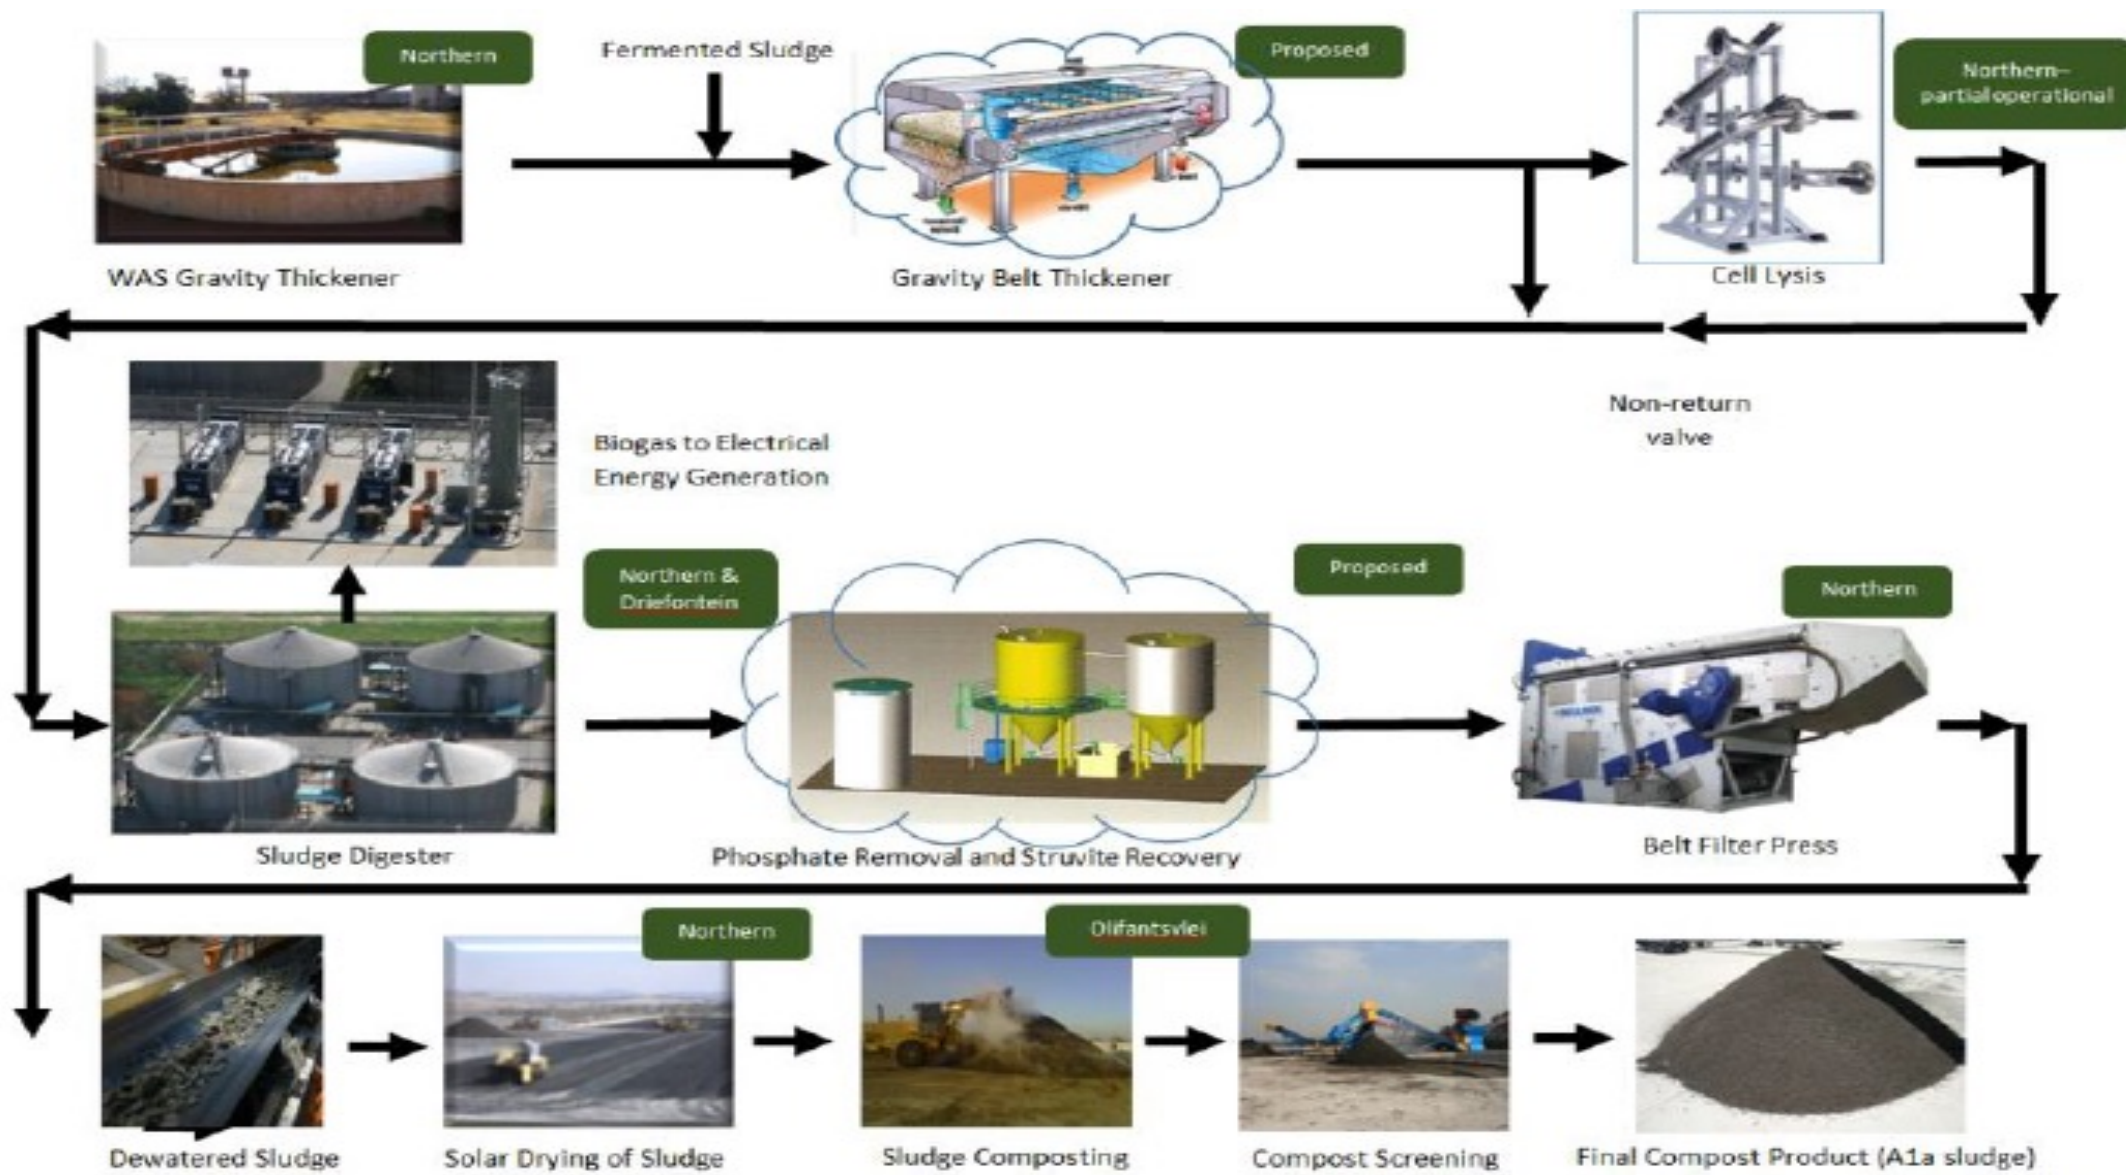 Northern
Fermented Sludge
Proposed
Northern–
partial operational
WAS Gravity Thickener
Gravity Belt Thickener
Cell Lysis
Non-return
valve
Biogas to Electrical
Energy Generation
Northern &
Driefontein
Proposed
Northern
Sludge Digester
Phosphate Removal and Struvite Recovery
Belt Filter Press
Northern
Olifantsvlei
Dewatered Sludge
Solar Drying of Sludge
Sludge Composting
Compost Screening
Final Compost Product (A1a sludge)